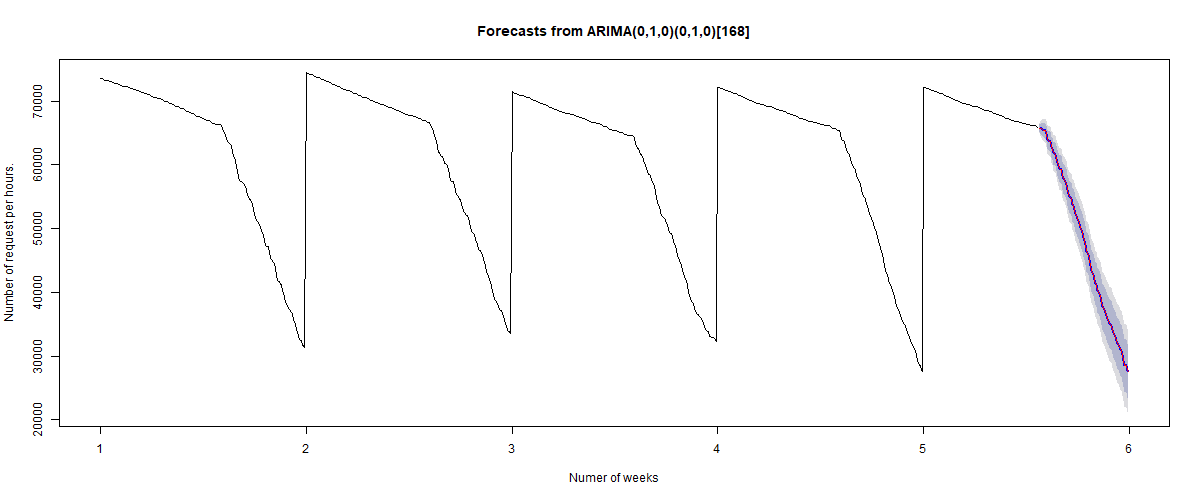 Forecasts from ARIMA(0,1,0)(0,1,0)[168]
Number of request per hours.
70000
60000
50000
40000
30000
20000
1 2 3 4 5 6
Numer of weeks